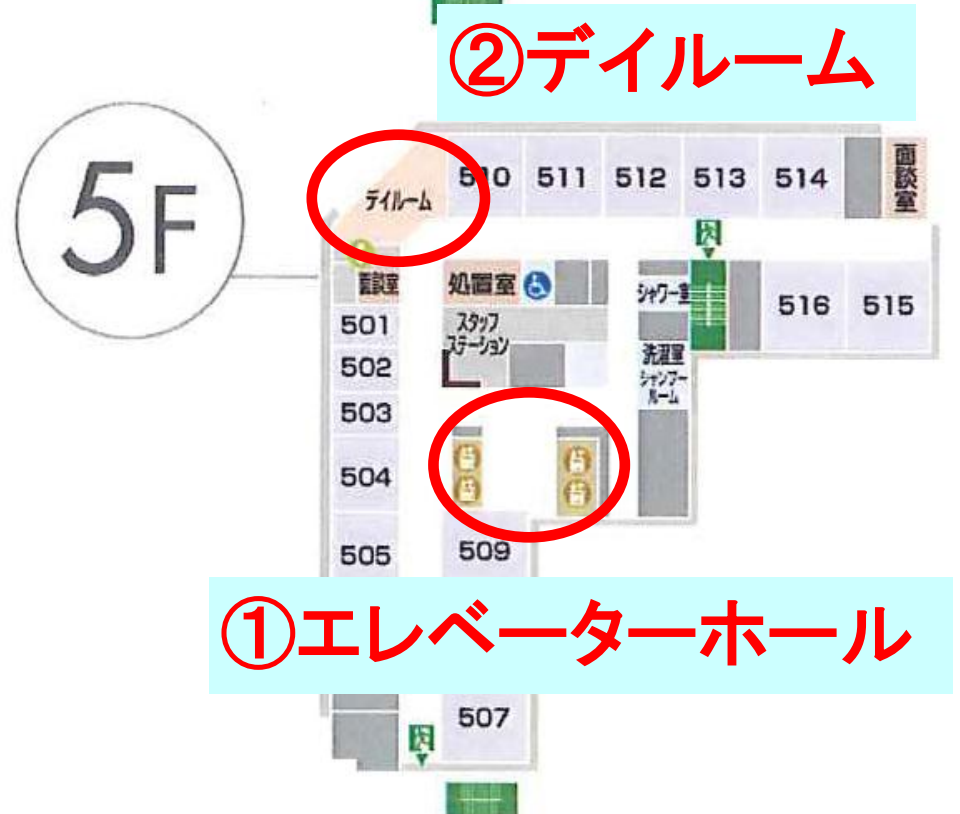 ②デイルーム
5F
デイルーム
510
511
512
513
514
面談室
面談室
処置室
シャワー室
516
515
501
スタッフ
ステーション
502
洗濯室
シャンプー
ルーム
503
504
505
509
①エレベーターホール
507